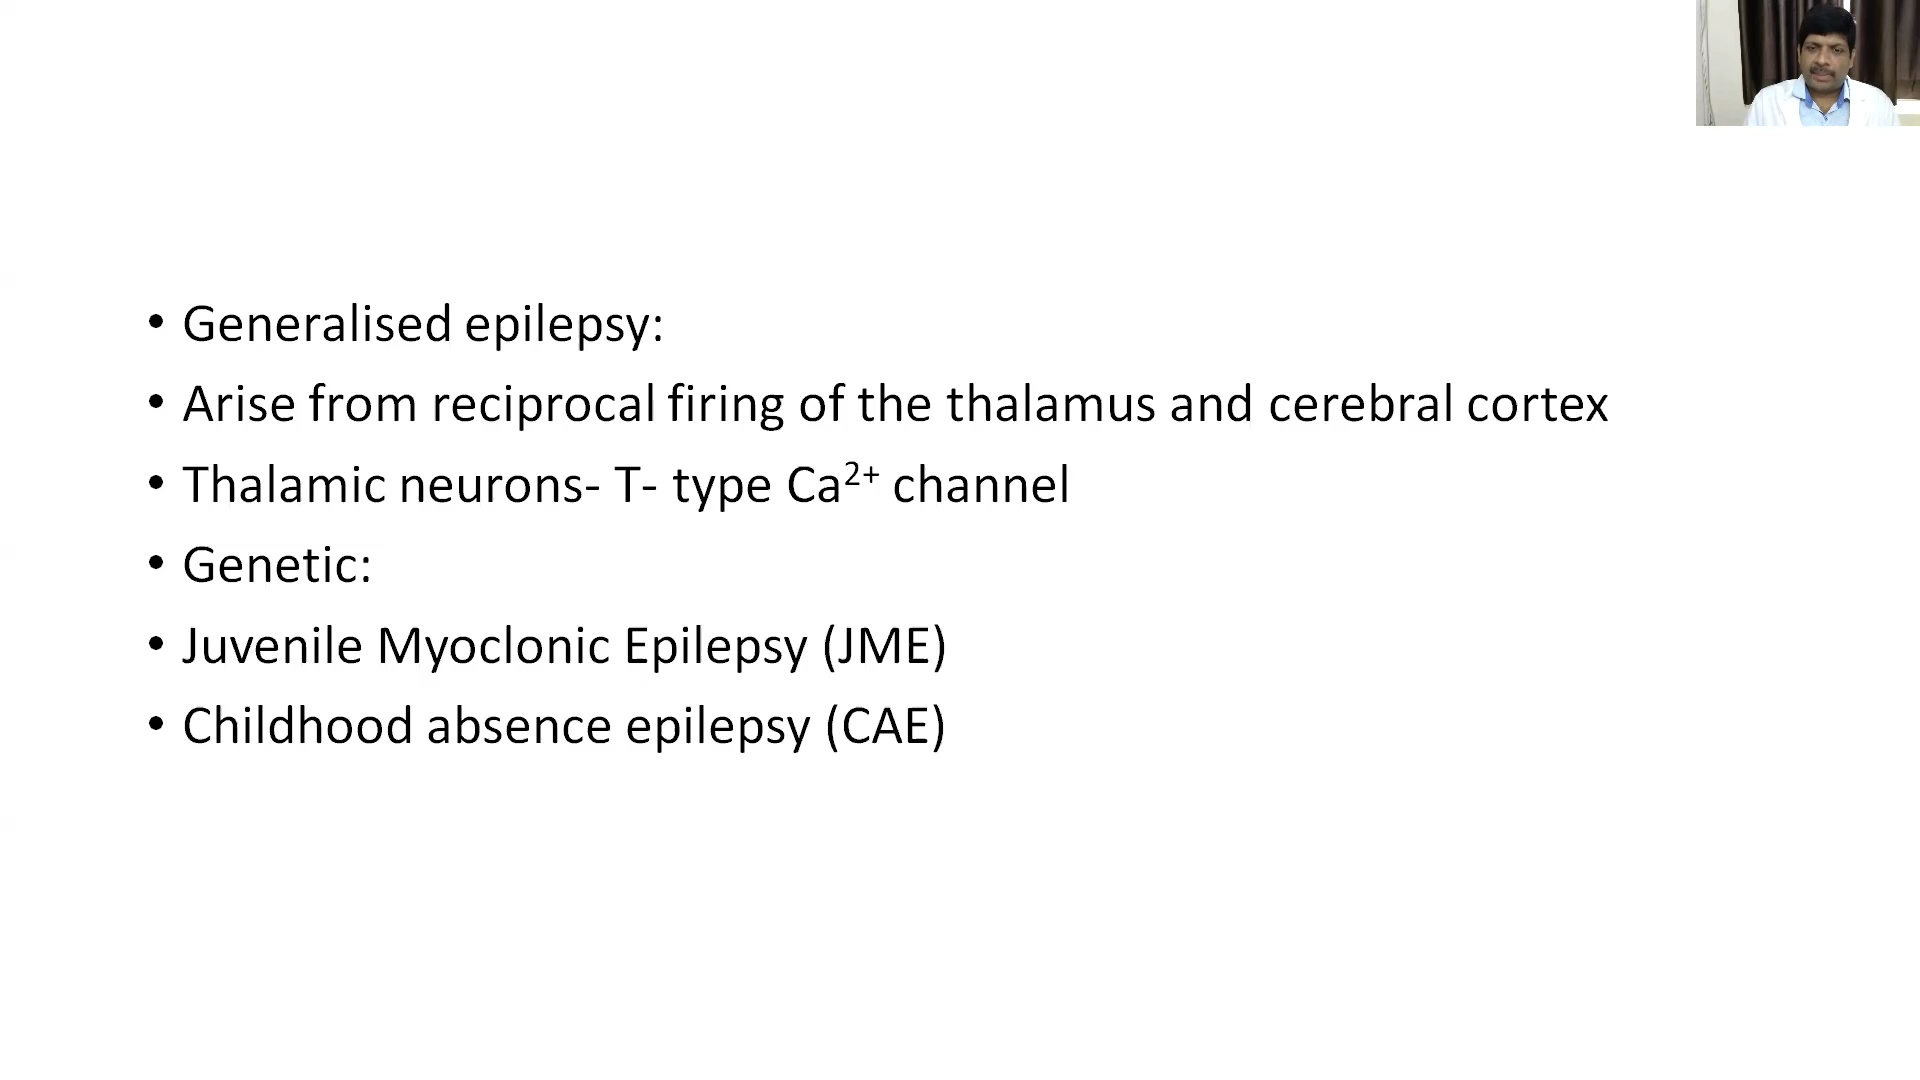 • Generalised epilepsy:
• Arise from reciprocal firing of the thalamus and cerebral cortex
• Thalamic neurons- T- type Ca²⁺ channel
• Genetic:
• Juvenile Myoclonic Epilepsy (JME)
• Childhood absence epilepsy (CAE)